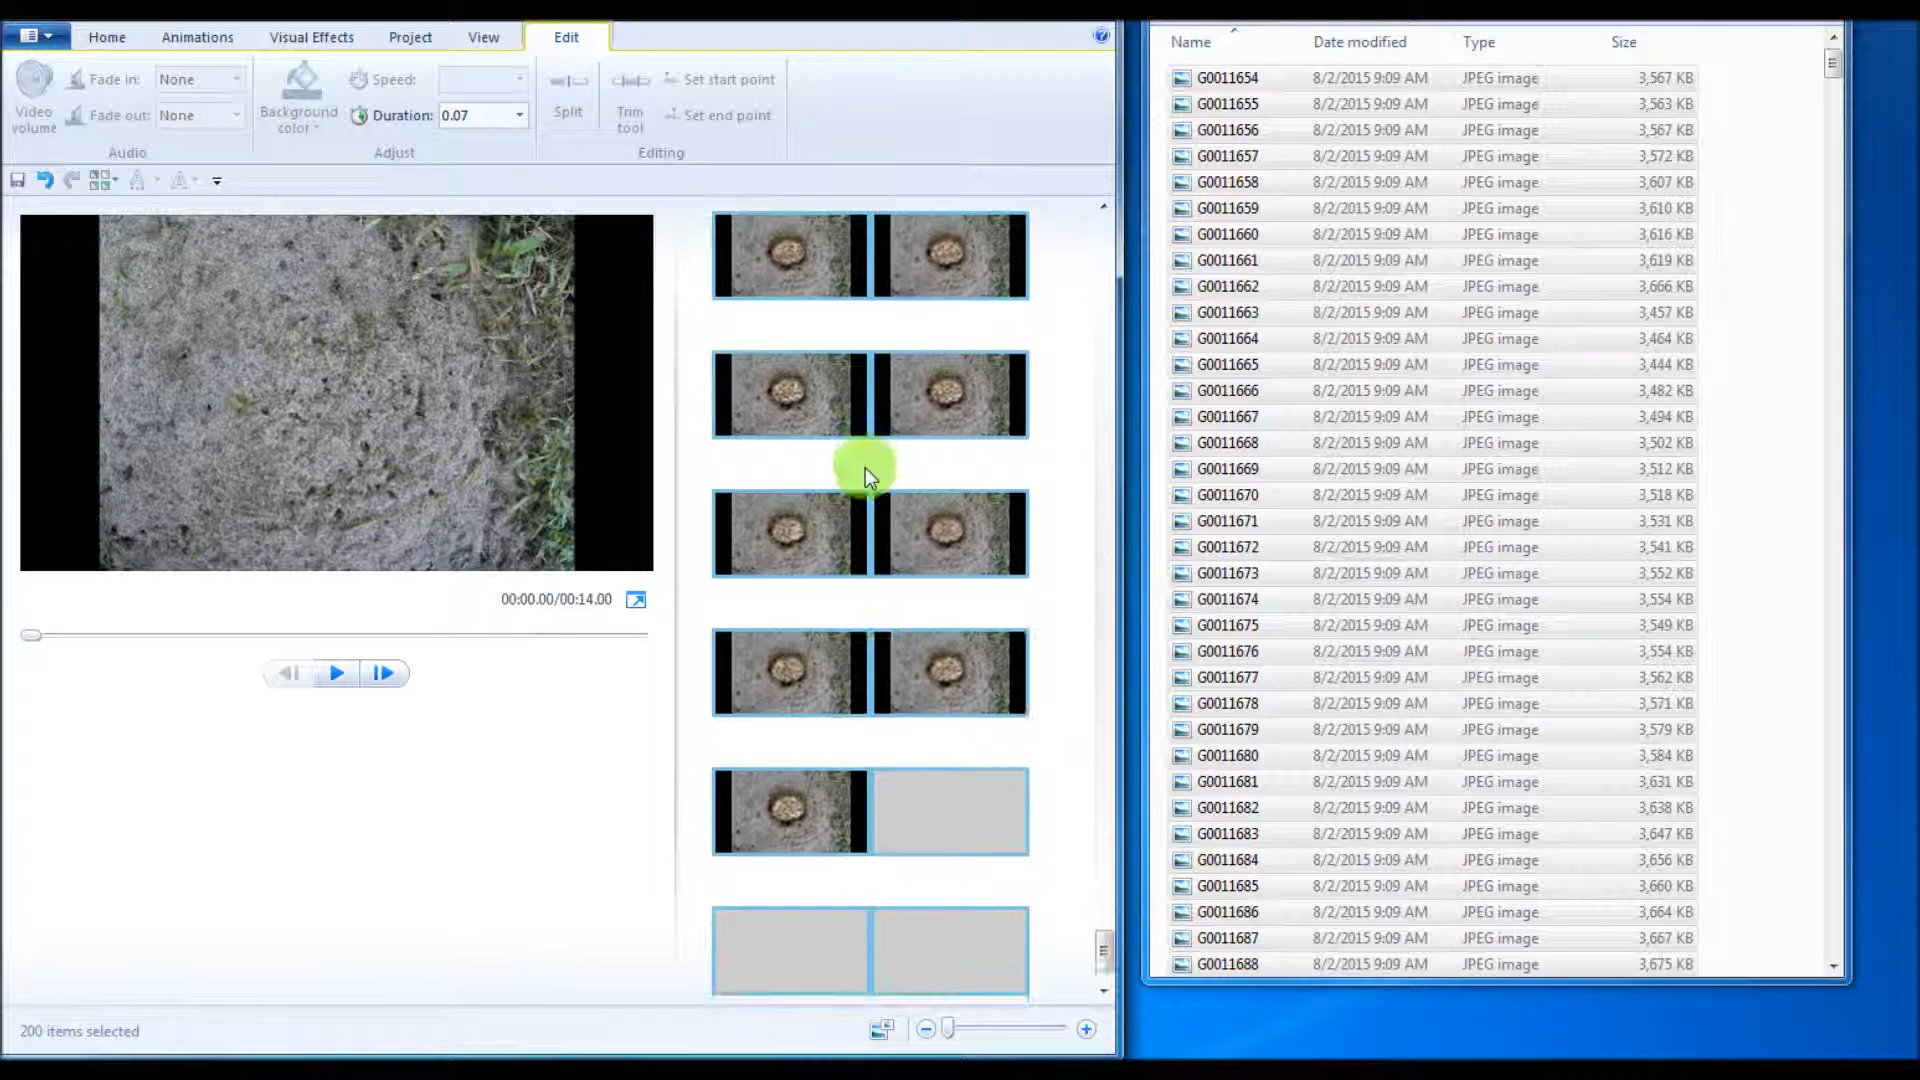 Home Animations Visual Effects Project View Edit
Video volume
Fade in: None
Fade out: None
Audio
Background color
Speed:
Duration: 0.07
Adjust
Split
Trim tool
Set start point
Set end point
Editing
00:00.00/00:14.00
200 items selected
Name Date modified Type Size
G0011654 8/2/2015 9:09 AM JPEG image 3,567 KB
G0011655 8/2/2015 9:09 AM JPEG image 3,563 KB
G0011656 8/2/2015 9:09 AM JPEG image 3,567 KB
G0011657 8/2/2015 9:09 AM JPEG image 3,572 KB
G0011658 8/2/2015 9:09 AM JPEG image 3,607 KB
G0011659 8/2/2015 9:09 AM JPEG image 3,610 KB
G0011660 8/2/2015 9:09 AM JPEG image 3,616 KB
G0011661 8/2/2015 9:09 AM JPEG image 3,619 KB
G0011662 8/2/2015 9:09 AM JPEG image 3,666 KB
G0011663 8/2/2015 9:09 AM JPEG image 3,457 KB
G0011664 8/2/2015 9:09 AM JPEG image 3,464 KB
G0011665 8/2/2015 9:09 AM JPEG image 3,444 KB
G0011666 8/2/2015 9:09 AM JPEG image 3,482 KB
G0011667 8/2/2015 9:09 AM JPEG image 3,494 KB
G0011668 8/2/2015 9:09 AM JPEG image 3,502 KB
G0011669 8/2/2015 9:09 AM JPEG image 3,512 KB
G0011670 8/2/2015 9:09 AM JPEG image 3,518 KB
G0011671 8/2/2015 9:09 AM JPEG image 3,531 KB
G0011672 8/2/2015 9:09 AM JPEG image 3,541 KB
G0011673 8/2/2015 9:09 AM JPEG image 3,552 KB
G0011674 8/2/2015 9:09 AM JPEG image 3,554 KB
G0011675 8/2/2015 9:09 AM JPEG image 3,549 KB
G0011676 8/2/2015 9:09 AM JPEG image 3,554 KB
G0011677 8/2/2015 9:09 AM JPEG image 3,562 KB
G0011678 8/2/2015 9:09 AM JPEG image 3,571 KB
G0011679 8/2/2015 9:09 AM JPEG image 3,579 KB
G0011680 8/2/2015 9:09 AM JPEG image 3,584 KB
G0011681 8/2/2015 9:09 AM JPEG image 3,631 KB
G0011682 8/2/2015 9:09 AM JPEG image 3,638 KB
G0011683 8/2/2015 9:09 AM JPEG image 3,647 KB
G0011684 8/2/2015 9:09 AM JPEG image 3,656 KB
G0011685 8/2/2015 9:09 AM JPEG image 3,660 KB
G0011686 8/2/2015 9:09 AM JPEG image 3,664 KB
G0011687 8/2/2015 9:09 AM JPEG image 3,667 KB
G0011688 8/2/2015 9:09 AM JPEG image 3,675 KB